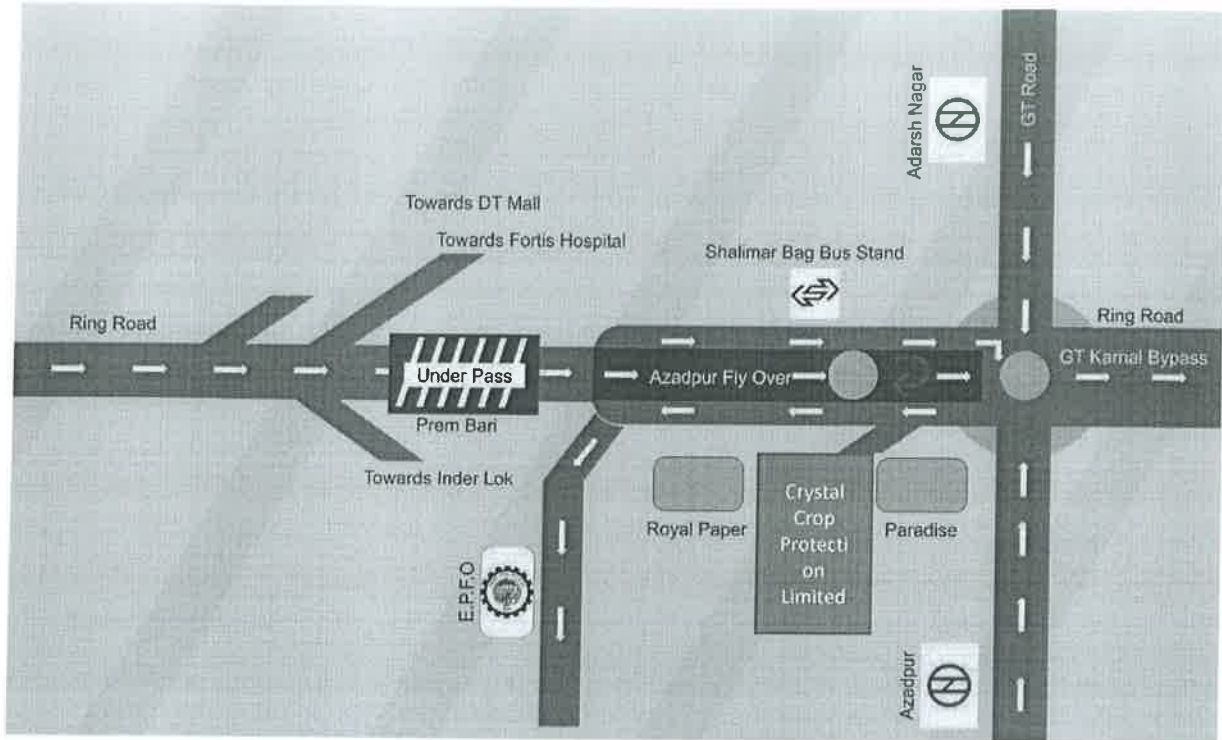 Adarsh Nagar
GT Road
Towards DT Mall
Towards Fortis Hospital
Shalimar Bag Bus Stand
Ring Road
Ring Road
Under Pass
Azadpur Fly Over
GT Karnal Bypass
Prem Bari
Towards Inder Lok
Royal Paper
Crystal
Crop
Protecti
on
Limited
Paradise
E.P.F.O
Azadpur